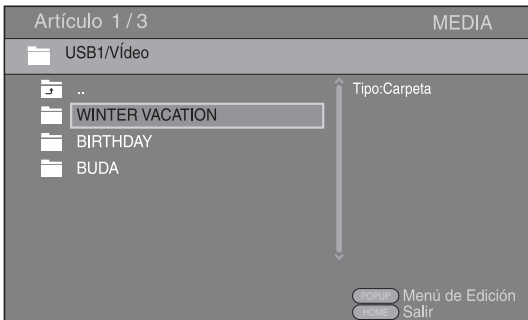 Artículo 1/3 MEDIA
USB1/VÍdeo
..
Tipo:Carpeta
WINTER VACATION
BIRTHDAY
BUDA
POPUP Menú de Edición
HOME Salir